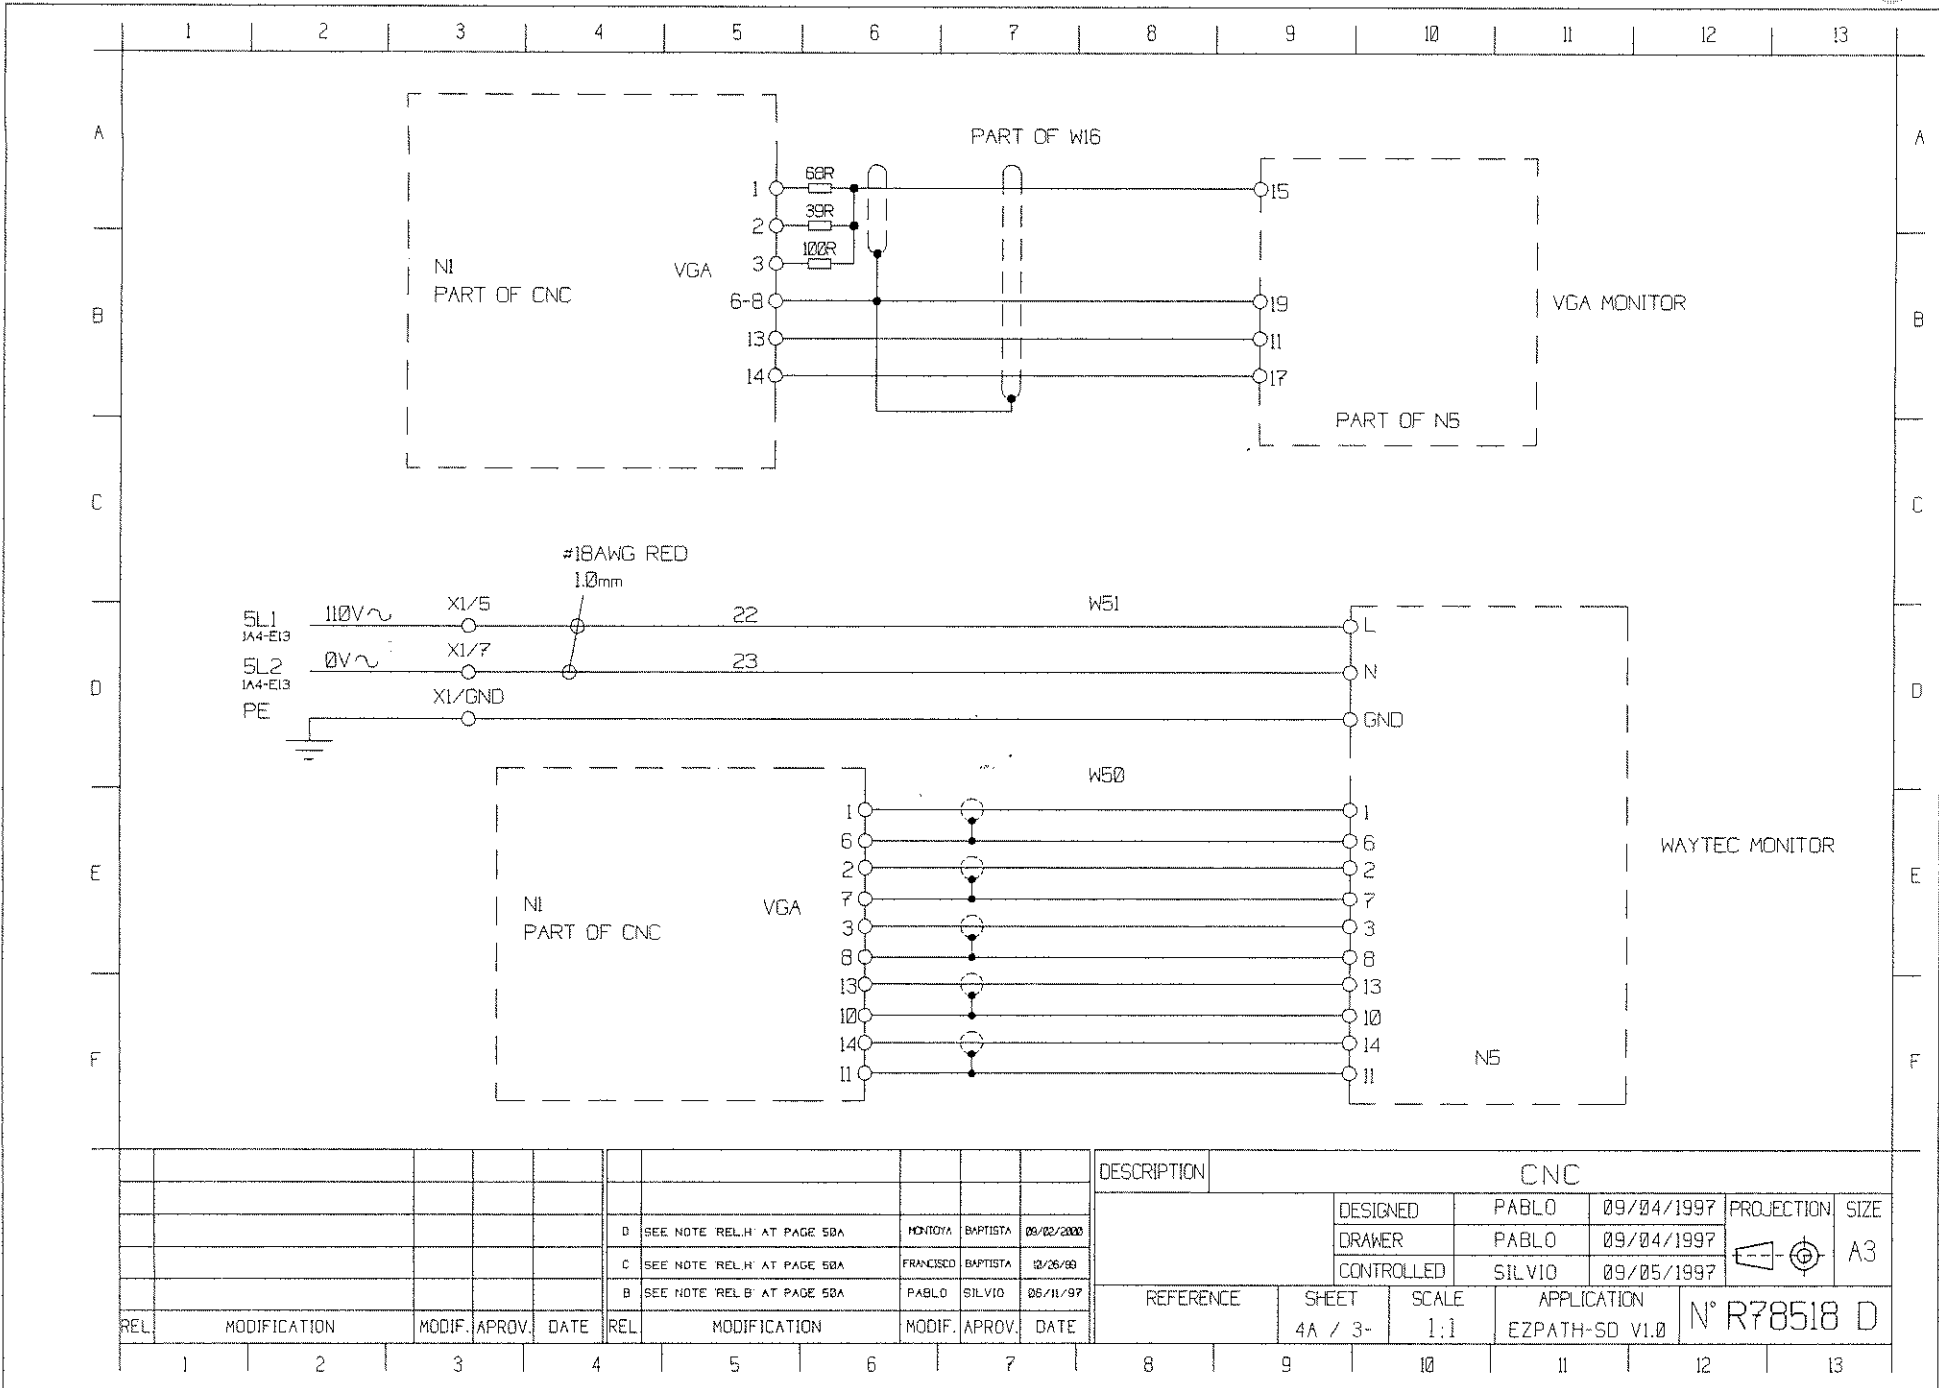 1 2 3 4 5 6 7 8 9 10 11 12 13
A A
PART OF W16
1 68R 15
2 39R
3 100R
N1 VGA
PART OF CNC
6-8 19
VGA MONITOR
B B
13 11
14 17
PART OF N5
C C
#18AWG RED
1.0mm
5L1 110V~ X1/5 22 W51 L
1A4-E13
5L2 0V~ X1/7 23 N
1A4-E13
D D
PE X1/GND GND
W50
1 1
6 6
WAYTEC MONITOR
2 2
E E
7 7
N1 VGA
PART OF CNC
3 3
8 8
13 13
10 10
14 14
N5
F F
11 11
DESCRIPTION CNC
DESIGNED PABLO 09/04/1997 PROJECTION SIZE
DRAWER PABLO 09/04/1997 A3
CONTROLLED SILVIO 09/05/1997
D SEE NOTE 'REL.H' AT PAGE 50A MONTOYA BAPTISTA 09/02/2000
C SEE NOTE 'REL.H' AT PAGE 50A FRANCISCO BAPTISTA 10/26/99
B SEE NOTE 'REL B' AT PAGE 50A PABLO SILVIO 06/11/97
REL. MODIFICATION MODIF. APROV. DATE REL MODIFICATION MODIF. APROV. DATE
REFERENCE SHEET SCALE APPLICATION N° R78518 D
4A / 3- 1:1 EZPATH-SD V1.0
1 2 3 4 5 6 7 8 9 10 11 12 13